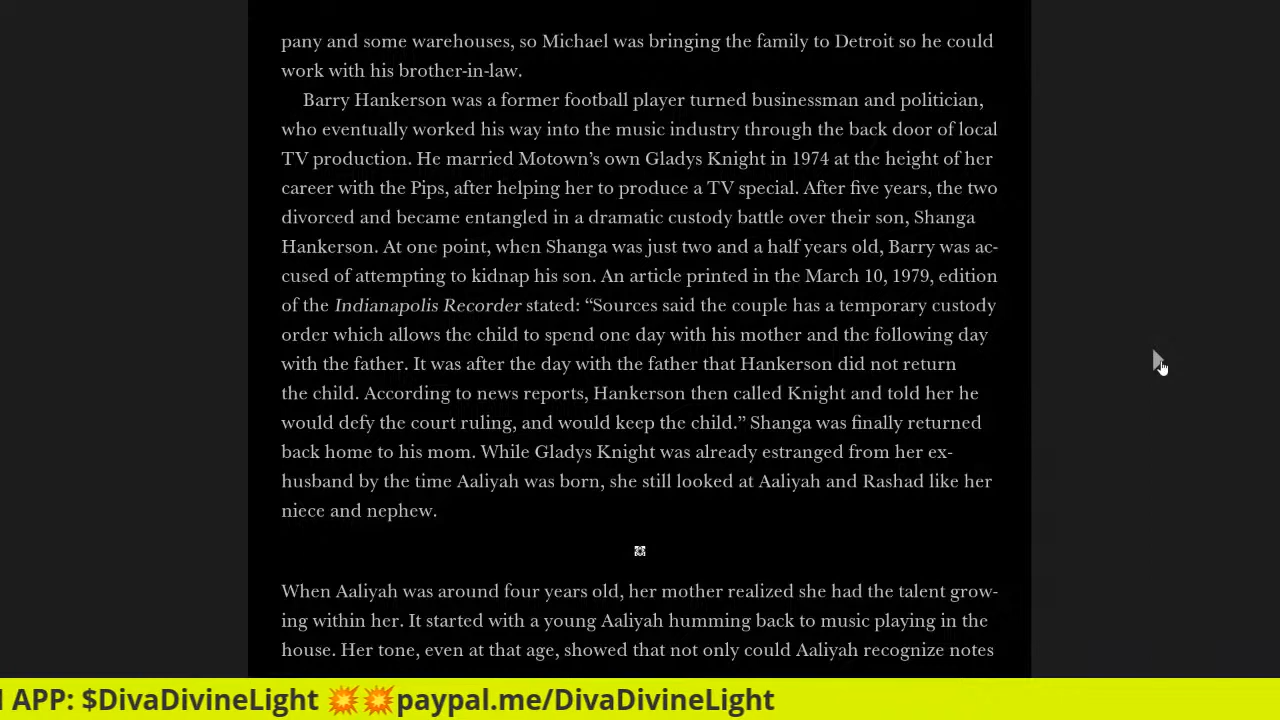 pany and some warehouses, so Michael was bringing the family to Detroit so he could
work with his brother-in-law.
Barry Hankerson was a former football player turned businessman and politician,
who eventually worked his way into the music industry through the back door of local
TV production. He married Motown’s own Gladys Knight in 1974 at the height of her
career with the Pips, after helping her to produce a TV special. After five years, the two
divorced and became entangled in a dramatic custody battle over their son, Shanga
Hankerson. At one point, when Shanga was just two and a half years old, Barry was ac-
cused of attempting to kidnap his son. An article printed in the March 10, 1979, edition
of the Indianapolis Recorder stated: “Sources said the couple has a temporary custody
order which allows the child to spend one day with his mother and the following day
with the father. It was after the day with the father that Hankerson did not return
the child. According to news reports, Hankerson then called Knight and told her he
would defy the court ruling, and would keep the child.” Shanga was finally returned
back home to his mom. While Gladys Knight was already estranged from her ex-
husband by the time Aaliyah was born, she still looked at Aaliyah and Rashad like her
niece and nephew.
When Aaliyah was around four years old, her mother realized she had the talent grow-
ing within her. It started with a young Aaliyah humming back to music playing in the
house. Her tone, even at that age, showed that not only could Aaliyah recognize notes
APP: $DivaDivineLight 💥💥paypal.me/DivaDivineLight